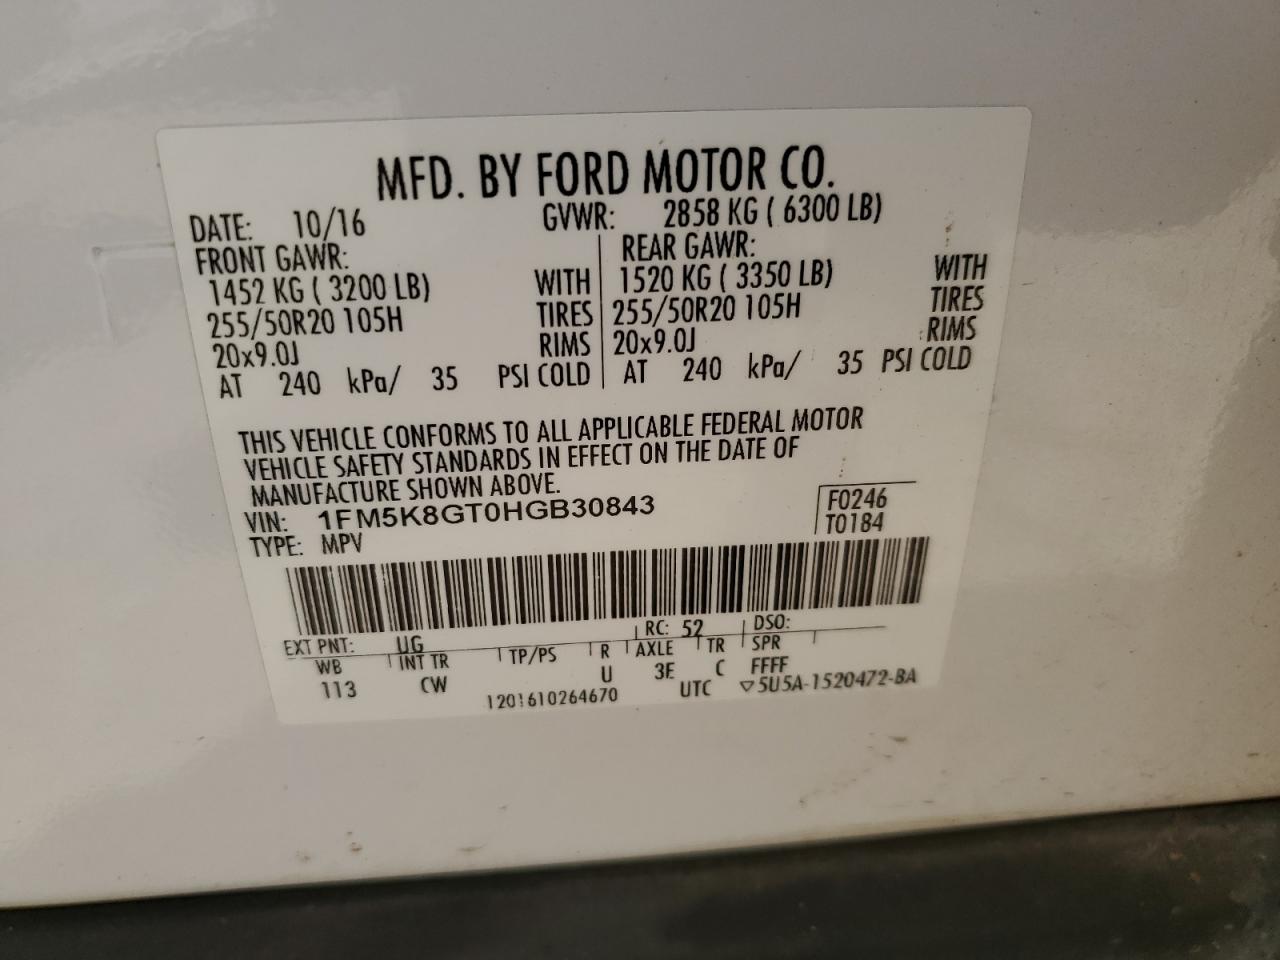 MFD. BY FORD MOTOR CO.
DATE: 10/16 GVWR: 2858 KG ( 6300 LB)
FRONT GAWR: REAR GAWR:
1452 KG ( 3200 LB) WITH 1520 KG ( 3350 LB) WITH
255/50R20 105H TIRES 255/50R20 105H TIRES
20x9.0J RIMS 20x9.0J RIMS
AT 240 kPa/ 35 PSI COLD AT 240 kPa/ 35 PSI COLD
THIS VEHICLE CONFORMS TO ALL APPLICABLE FEDERAL MOTOR
VEHICLE SAFETY STANDARDS IN EFFECT ON THE DATE OF
MANUFACTURE SHOWN ABOVE.
VIN: 1FM5K8GT0HGB30843 F0246
TYPE: MPV T0184
EXT PNT: UG RC: 52 DSO:
WB INT TR TP/PS R AXLE TR SPR
113 CW U 3E C FFFF
1201610264670 UTC ▽5U5A-1520472-BA